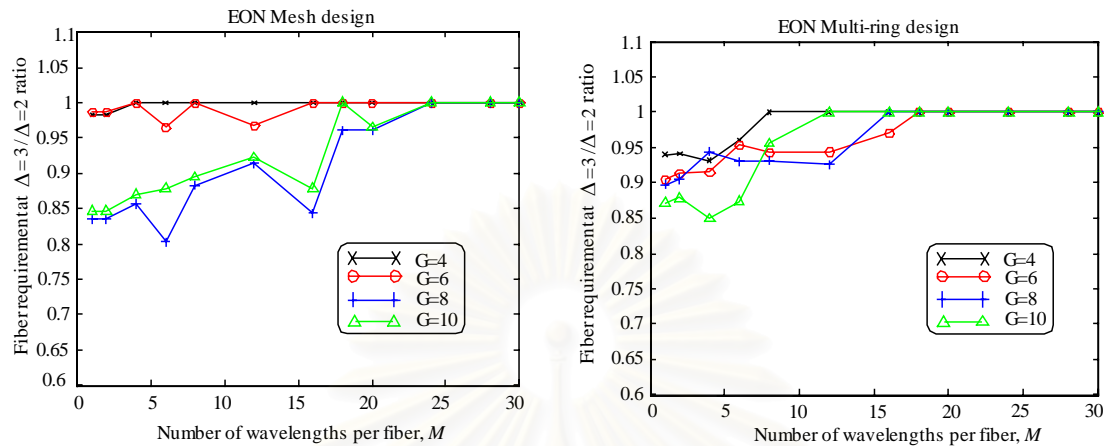 EON Mesh design
1.1
1.05
1
0.95
0.9
0.85
0.8
0.75
0.7
0.65
0.6
0
5
10
15
20
25
30
Fiber requirement at Δ = 3 / Δ = 2 ratio
Number of wavelengths per fiber, M
G=4
G=6
G=8
G=10
EON Multi-ring design
1.1
1.05
1
0.95
0.9
0.85
0.8
0.75
0.7
0.65
0.6
0
5
10
15
20
25
30
Fiber requirement at Δ = 3 / Δ = 2 ratio
Number of wavelengths per fiber, M
G=4
G=6
G=8
G=10